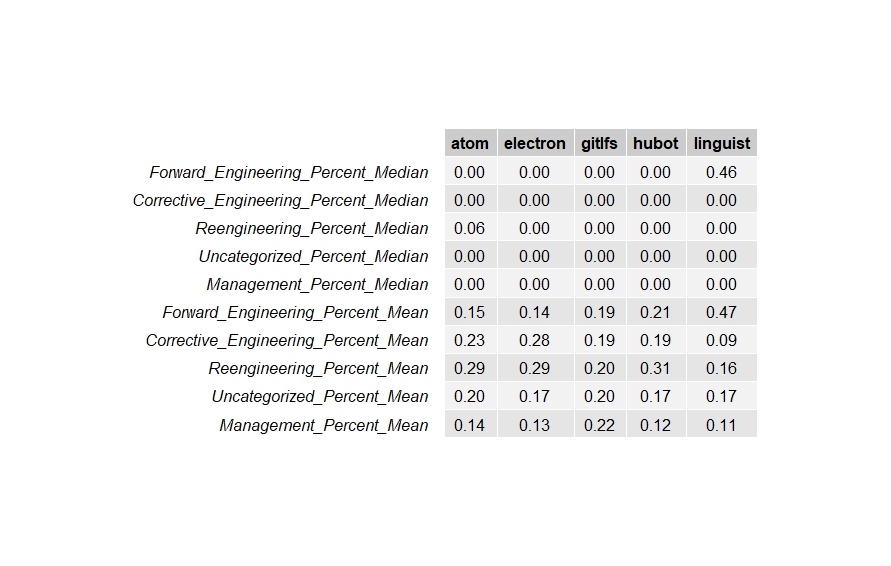 atom electron gitlfs hubot linguist
Forward_Engineering_Percent_Median 0.00 0.00 0.00 0.00 0.46
Corrective_Engineering_Percent_Median 0.00 0.00 0.00 0.00 0.00
Reengineering_Percent_Median 0.06 0.00 0.00 0.00 0.00
Uncategorized_Percent_Median 0.00 0.00 0.00 0.00 0.00
Management_Percent_Median 0.00 0.00 0.00 0.00 0.00
Forward_Engineering_Percent_Mean 0.15 0.14 0.19 0.21 0.47
Corrective_Engineering_Percent_Mean 0.23 0.28 0.19 0.19 0.09
Reengineering_Percent_Mean 0.29 0.29 0.20 0.31 0.16
Uncategorized_Percent_Mean 0.20 0.17 0.20 0.17 0.17
Management_Percent_Mean 0.14 0.13 0.22 0.12 0.11